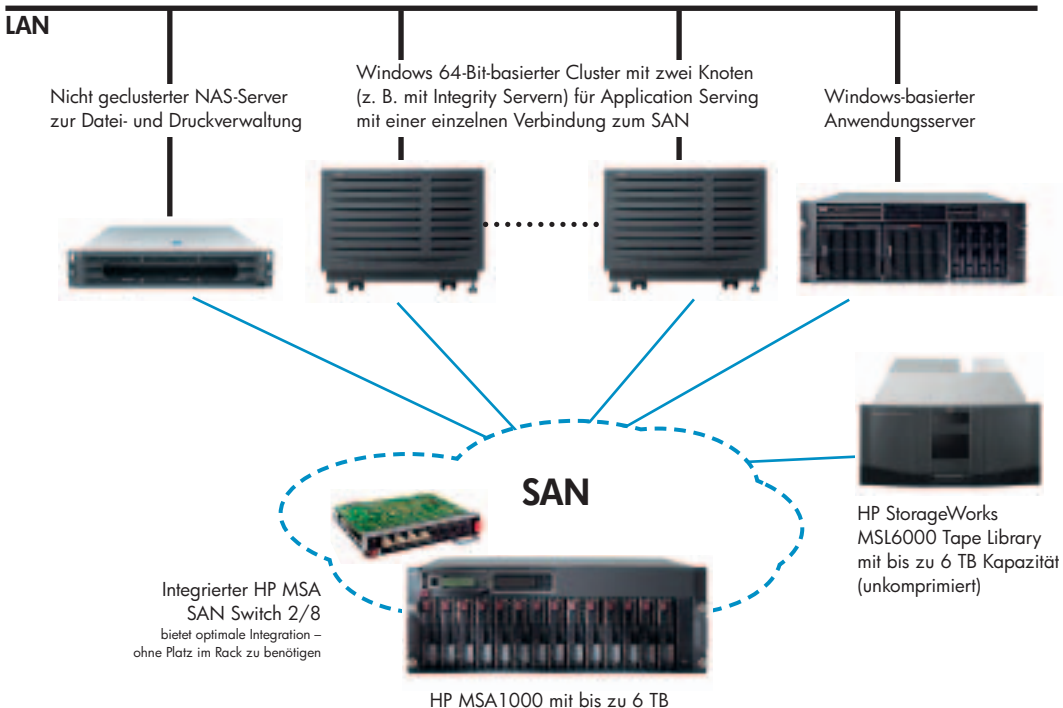 LAN
Nicht geclusterter NAS-Server
zur Datei- und Druckverwaltung
Windows 64-Bit-basierter Cluster mit zwei Knoten
(z. B. mit Integrity Servern) für Application Serving
mit einer einzelnen Verbindung zum SAN
Windows-basierter
Anwendungsserver
SAN
HP StorageWorks
MSL6000 Tape Library
mit bis zu 6 TB Kapazität
(unkomprimiert)
Integrierter HP MSA
SAN Switch 2/8
bietet optimale Integration –
ohne Platz im Rack zu benötigen
HP MSA1000 mit bis zu 6 TB